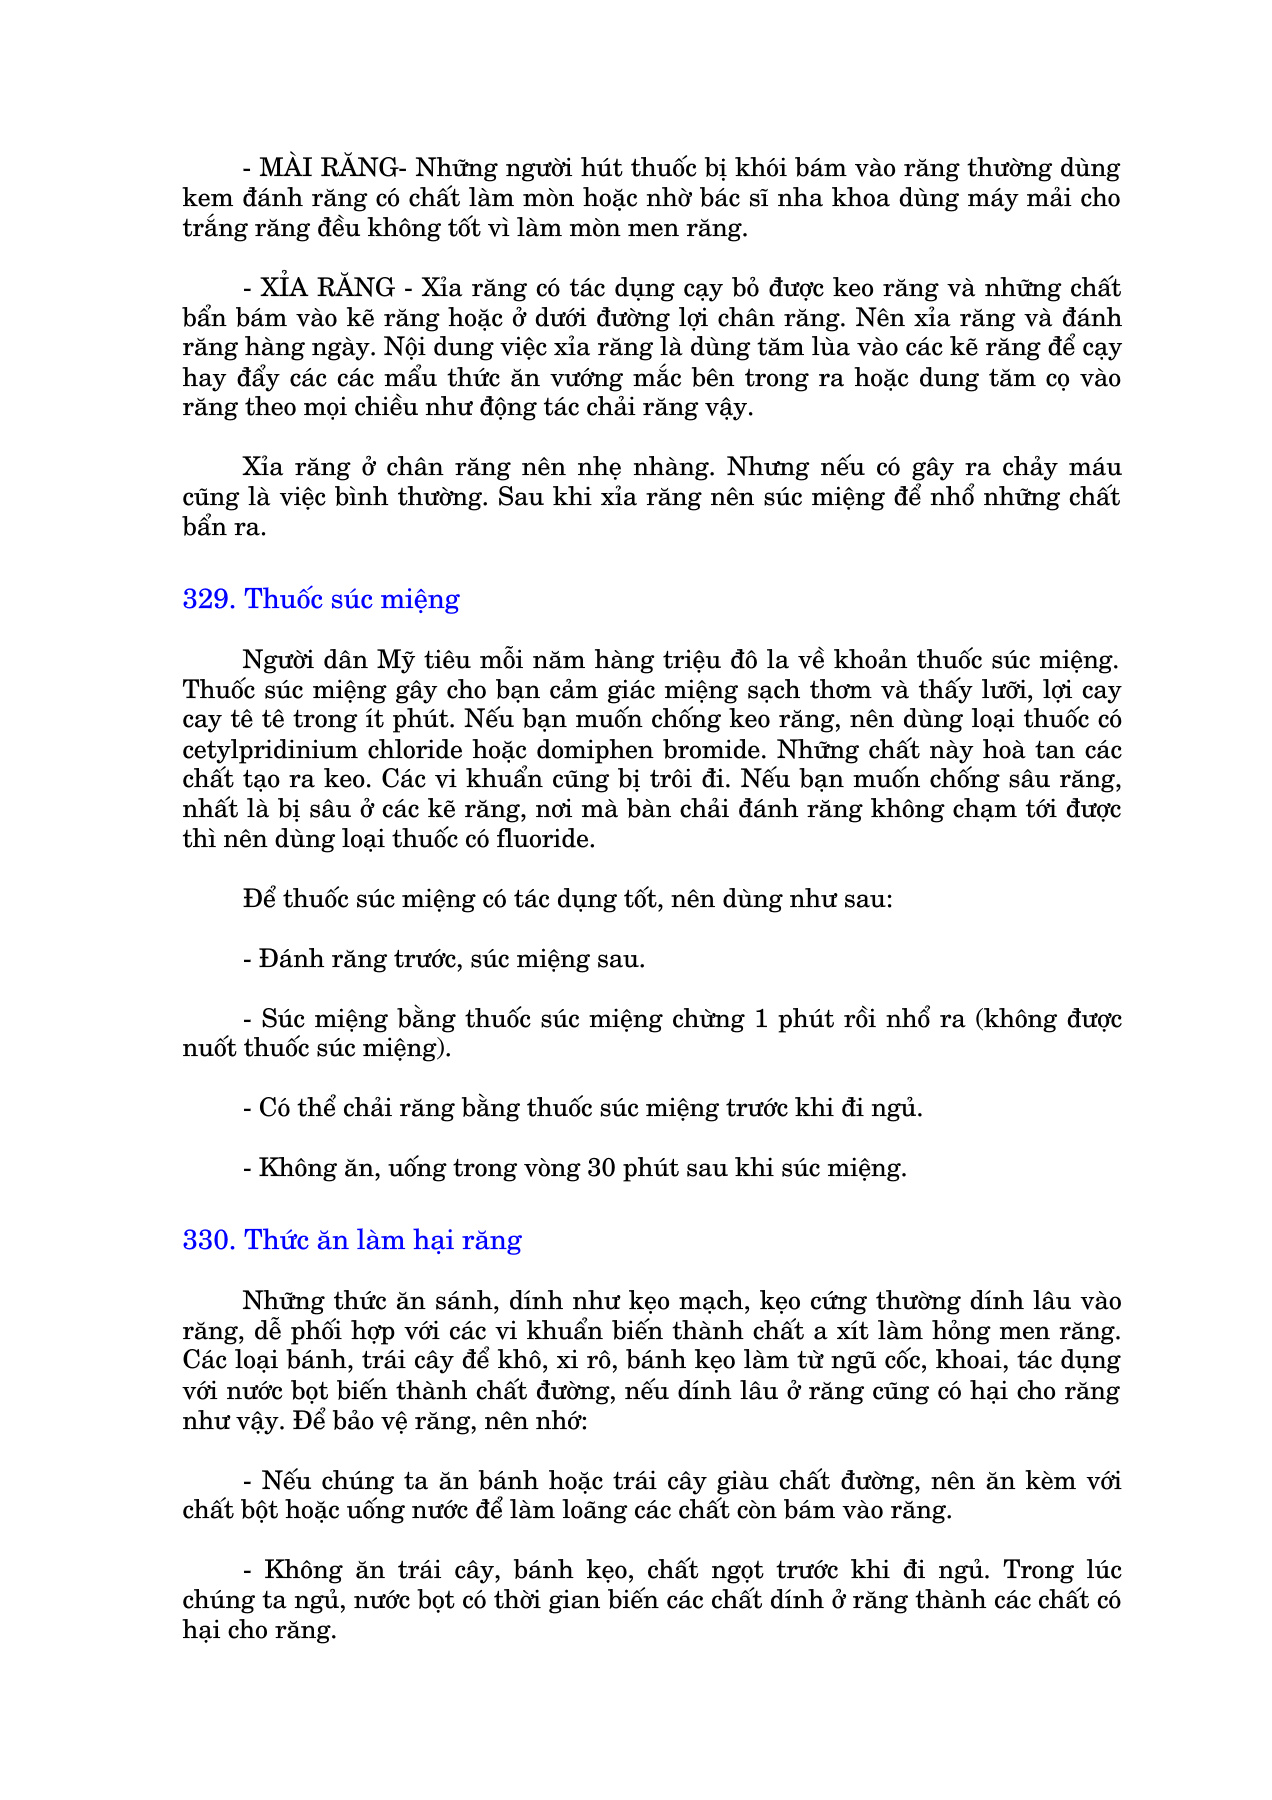 - MÀI RĂNG- Những người hút thuốc bị khói bám vào răng thường dùng
kem đánh răng có chất làm mòn hoặc nhờ bác sĩ nha khoa dùng máy mải cho
trắng răng đều không tốt vì làm mòn men răng.
- XỈA RĂNG - Xỉa răng có tác dụng cạy bỏ được keo răng và những chất
bẩn bám vào kẽ răng hoặc ở dưới đường lợi chân răng. Nên xỉa răng và đánh
răng hàng ngày. Nội dung việc xỉa răng là dùng tăm lùa vào các kẽ răng để cạy
hay đẩy các các mẩu thức ăn vướng mắc bên trong ra hoặc dung tăm cọ vào
răng theo mọi chiều như động tác chải răng vậy.
Xỉa răng ở chân răng nên nhẹ nhàng. Nhưng nếu có gây ra chảy máu
cũng là việc bình thường. Sau khi xỉa răng nên súc miệng để nhổ những chất
bẩn ra.
329. Thuốc súc miệng
Người dân Mỹ tiêu mỗi năm hàng triệu đô la về khoản thuốc súc miệng.
Thuốc súc miệng gây cho bạn cảm giác miệng sạch thơm và thấy lưỡi, lợi cay
cay tê tê trong ít phút. Nếu bạn muốn chống keo răng, nên dùng loại thuốc có
cetylpridinium chloride hoặc domiphen bromide. Những chất này hoà tan các
chất tạo ra keo. Các vi khuẩn cũng bị trôi đi. Nếu bạn muốn chống sâu răng,
nhất là bị sâu ở các kẽ răng, nơi mà bàn chải đánh răng không chạm tới được
thì nên dùng loại thuốc có fluoride.
Để thuốc súc miệng có tác dụng tốt, nên dùng như sau:
- Đánh răng trước, súc miệng sau.
- Súc miệng bằng thuốc súc miệng chừng 1 phút rồi nhổ ra (không được
nuốt thuốc súc miệng).
- Có thể chải răng bằng thuốc súc miệng trước khi đi ngủ.
- Không ăn, uống trong vòng 30 phút sau khi súc miệng.
330. Thức ăn làm hại răng
Những thức ăn sánh, dính như kẹo mạch, kẹo cứng thường dính lâu vào
răng, dễ phối hợp với các vi khuẩn biến thành chất a xít làm hỏng men răng.
Các loại bánh, trái cây để khô, xi rô, bánh kẹo làm từ ngũ cốc, khoai, tác dụng
với nước bọt biến thành chất đường, nếu dính lâu ở răng cũng có hại cho răng
như vậy. Để bảo vệ răng, nên nhớ:
- Nếu chúng ta ăn bánh hoặc trái cây giàu chất đường, nên ăn kèm với
chất bột hoặc uống nước để làm loãng các chất còn bám vào răng.
- Không ăn trái cây, bánh kẹo, chất ngọt trước khi đi ngủ. Trong lúc
chúng ta ngủ, nước bọt có thời gian biến các chất dính ở răng thành các chất có
hại cho răng.